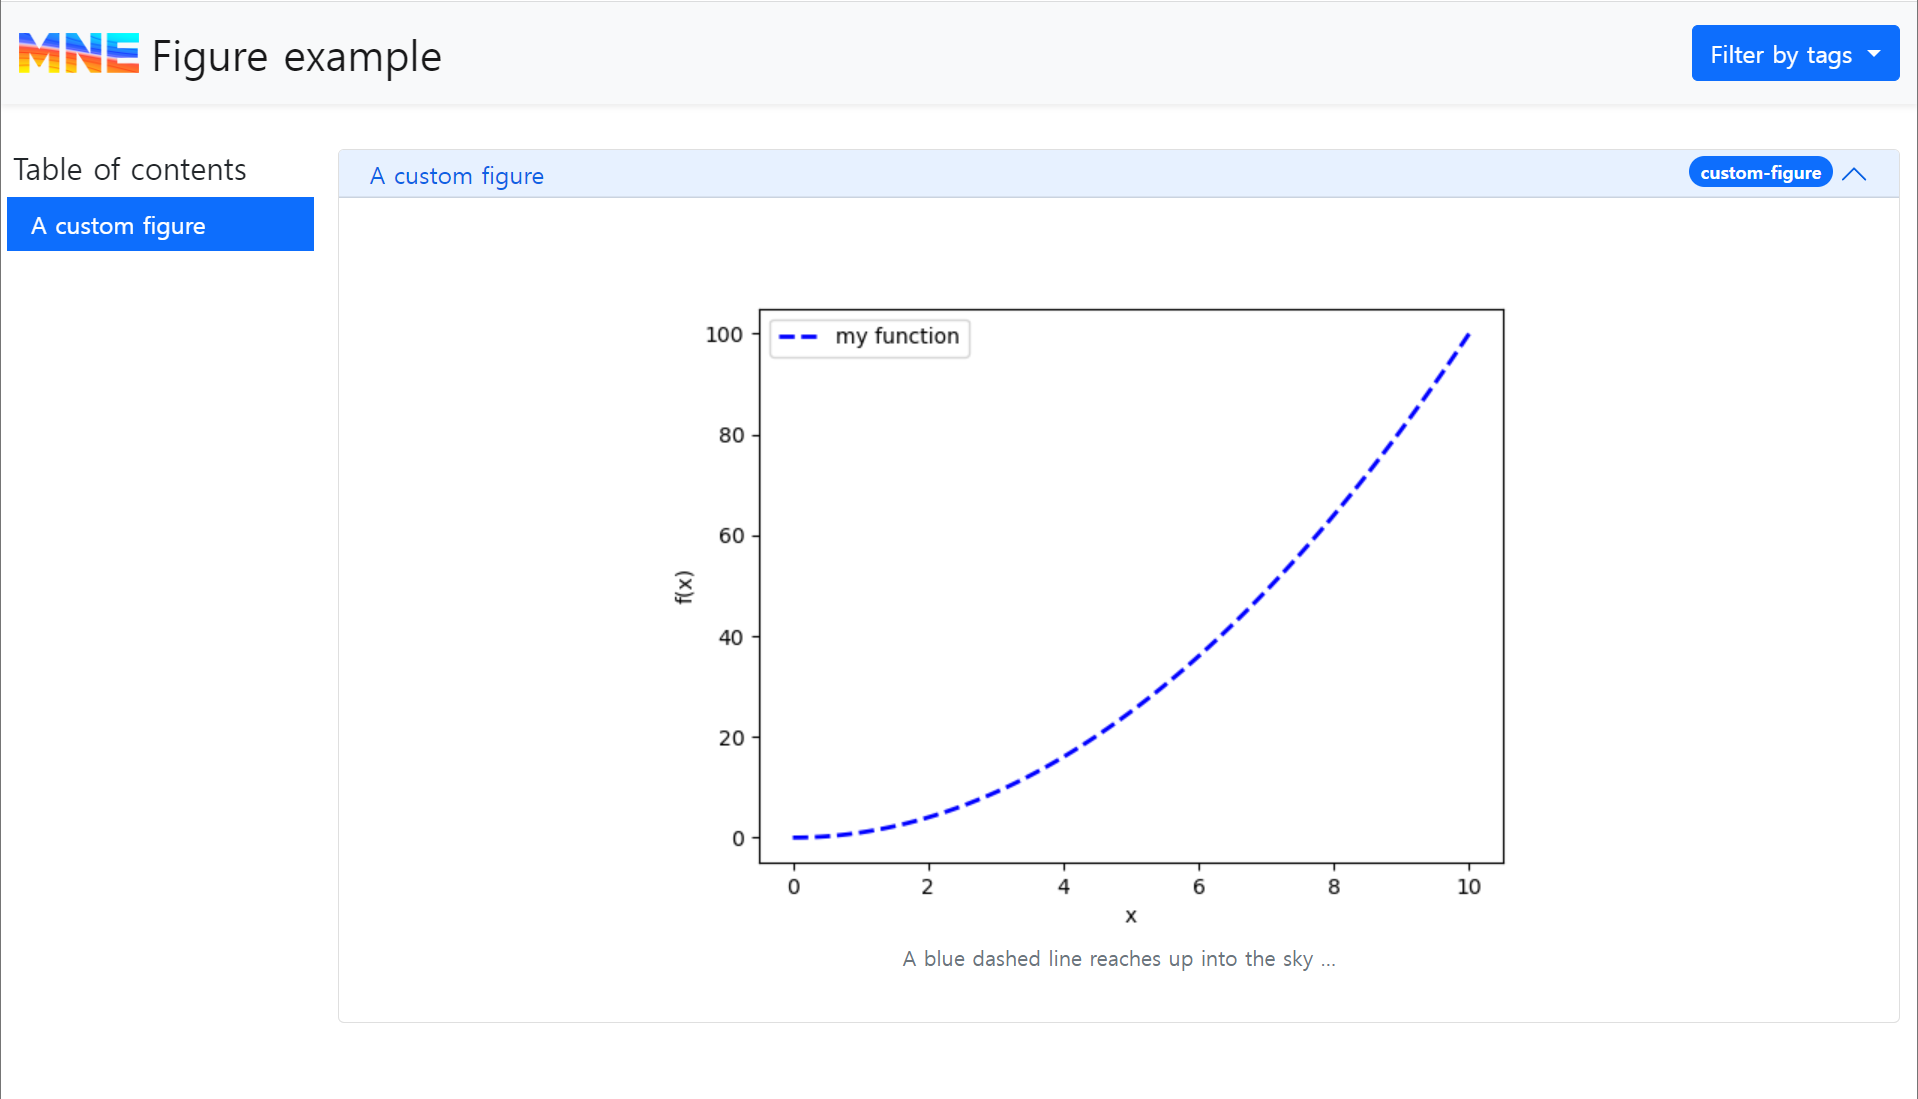 MNE Figure example
Filter by tags
Table of contents
A custom figure
A custom figure
custom-figure
my function
100
80
60
40
20
0
f(x)
0 2 4 6 8 10
x
A blue dashed line reaches up into the sky ...